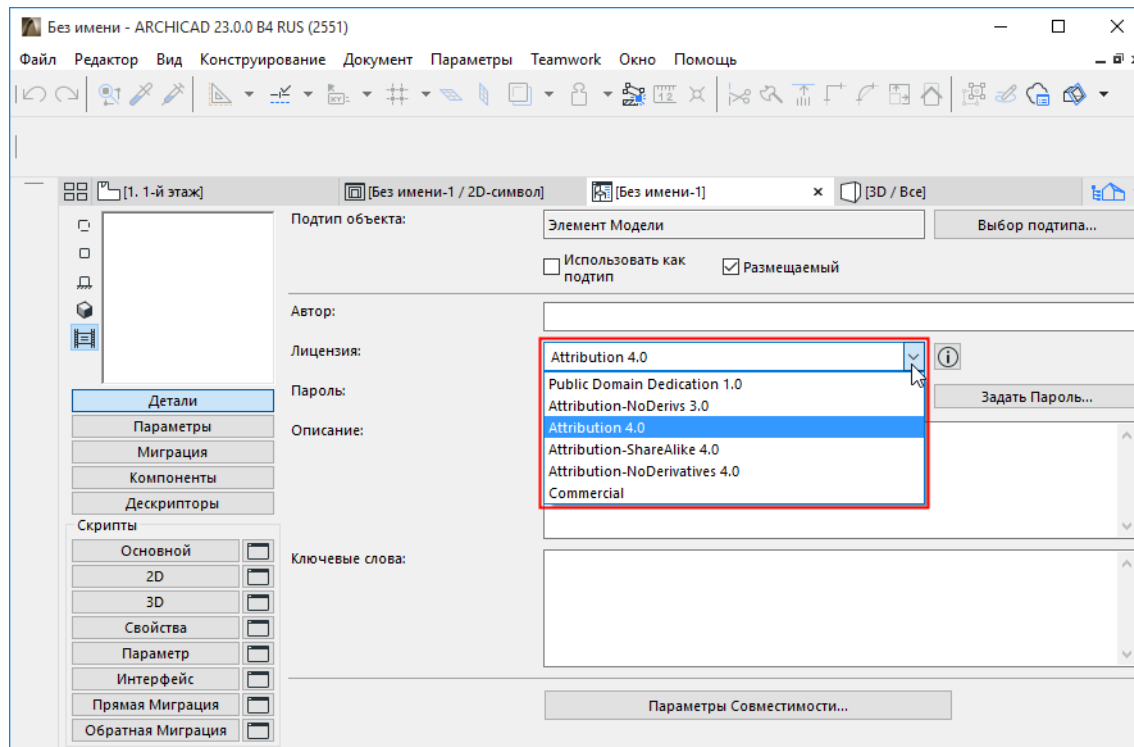 Без имени - ARCHICAD 23.0.0 B4 RUS (2551)
Файл Редактор Вид Конструирование Документ Параметры Teamwork Окно Помощь
[1. 1-й этаж] [Без имени-1 / 2D-символ] [Без имени-1] [3D / Все]
Подтип объекта: Элемент Модели Выбор подтипа...
Использовать как подтип Размещаемый
Автор:
Лицензия: Attribution 4.0
Public Domain Dedication 1.0
Attribution-NoDerivs 3.0
Attribution 4.0
Attribution-ShareAlike 4.0
Attribution-NoDerivatives 4.0
Commercial
Пароль: Задать Пароль...
Описание:
Ключевые слова:
Параметры Совместимости...
Детали
Параметры
Миграция
Компоненты
Дескрипторы
Скрипты
Основной
2D
3D
Свойства
Параметр
Интерфейс
Прямая Миграция
Обратная Миграция